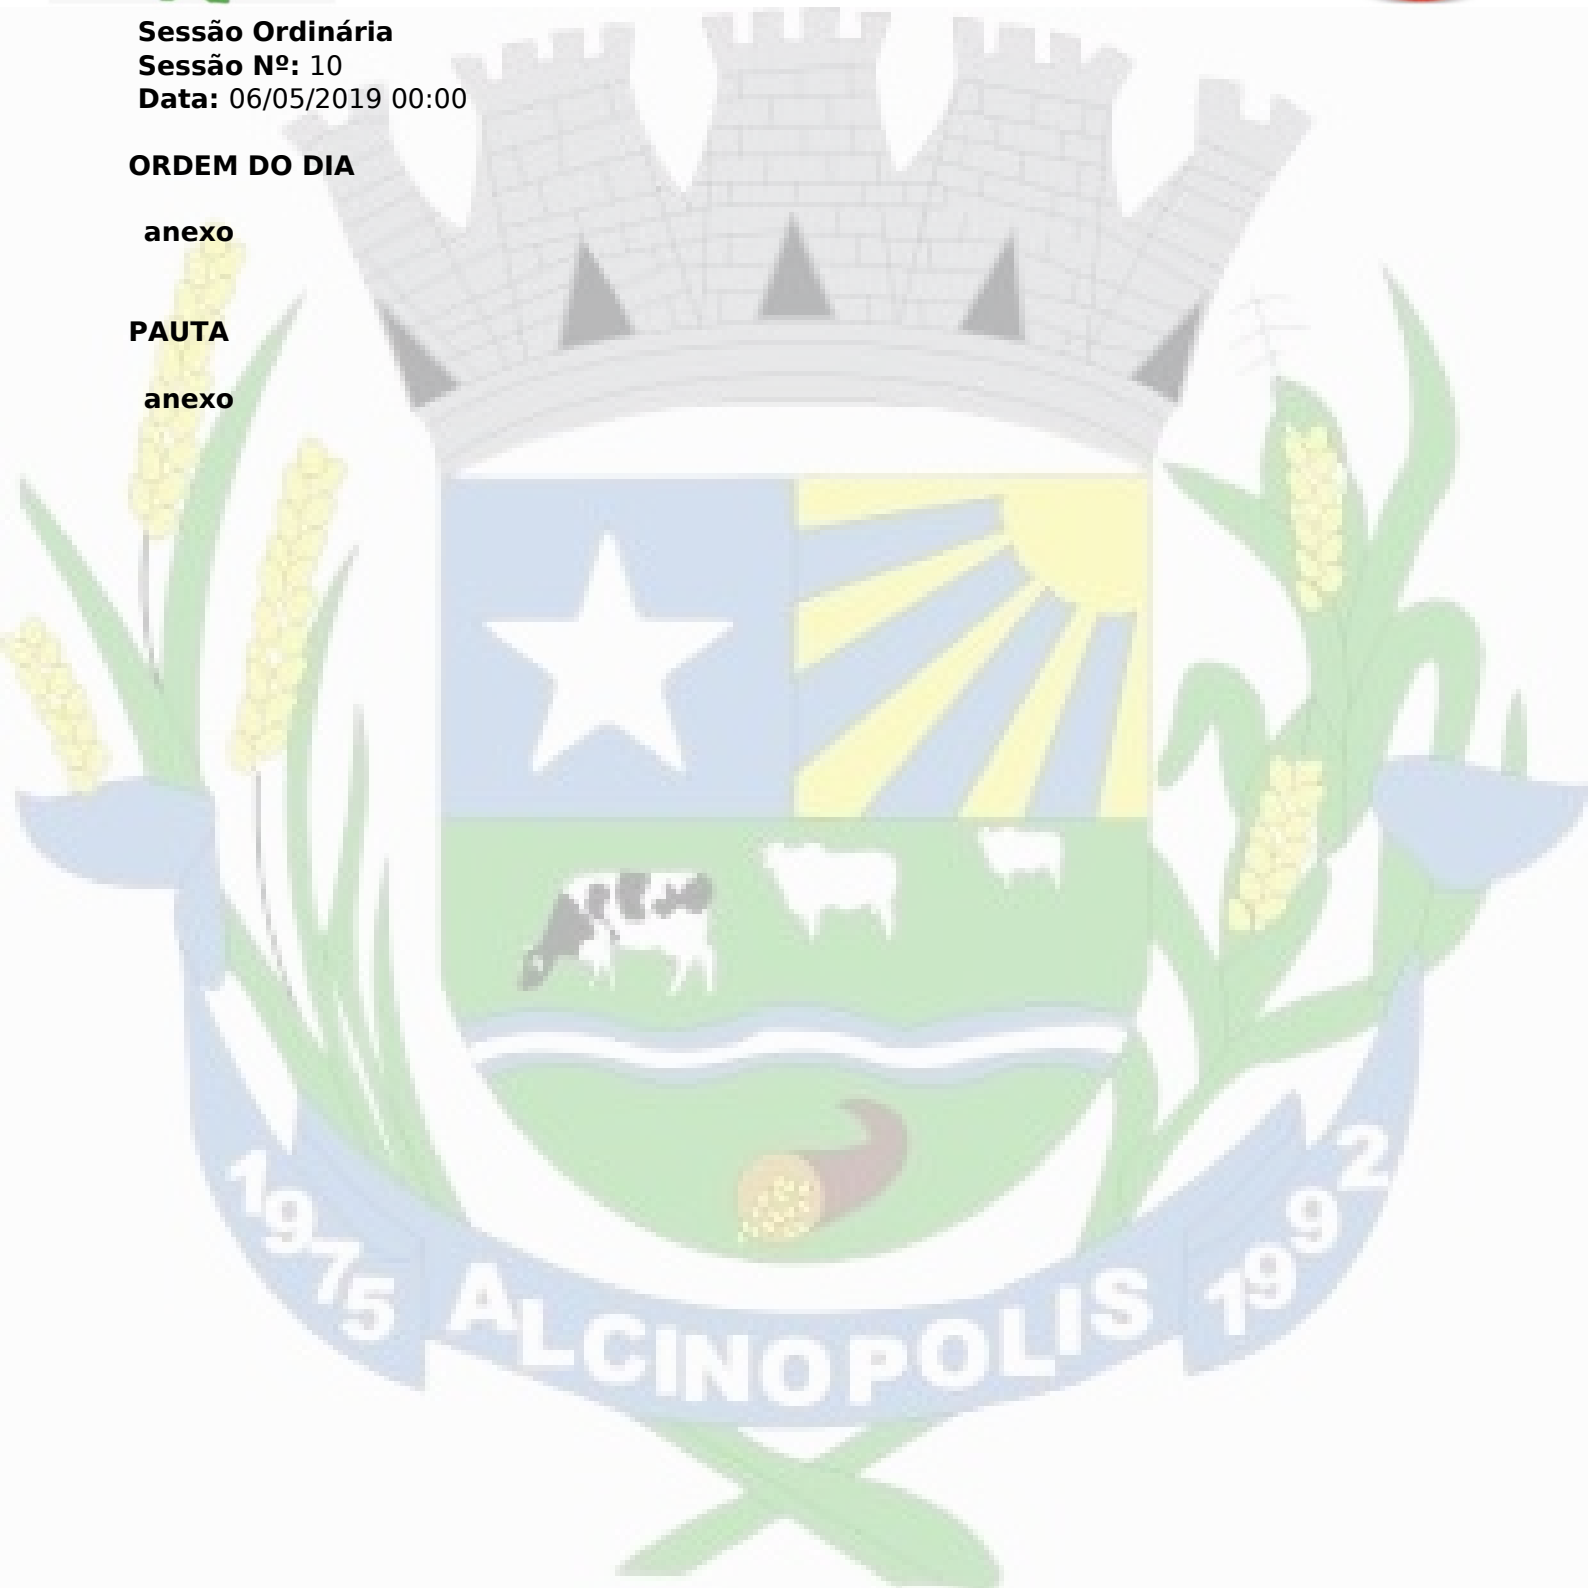 Sessão Ordinária
Sessão Nº: 10
Data: 06/05/2019 00:00
ORDEM DO DIA
anexo
PAUTA
anexo
1975 ALCINOPOLIS 1992